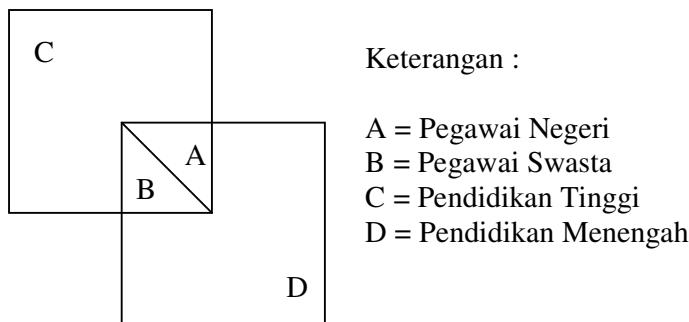 C
A
B
D
Keterangan :
A = Pegawai Negeri
B = Pegawai Swasta
C = Pendidikan Tinggi
D = Pendidikan Menengah